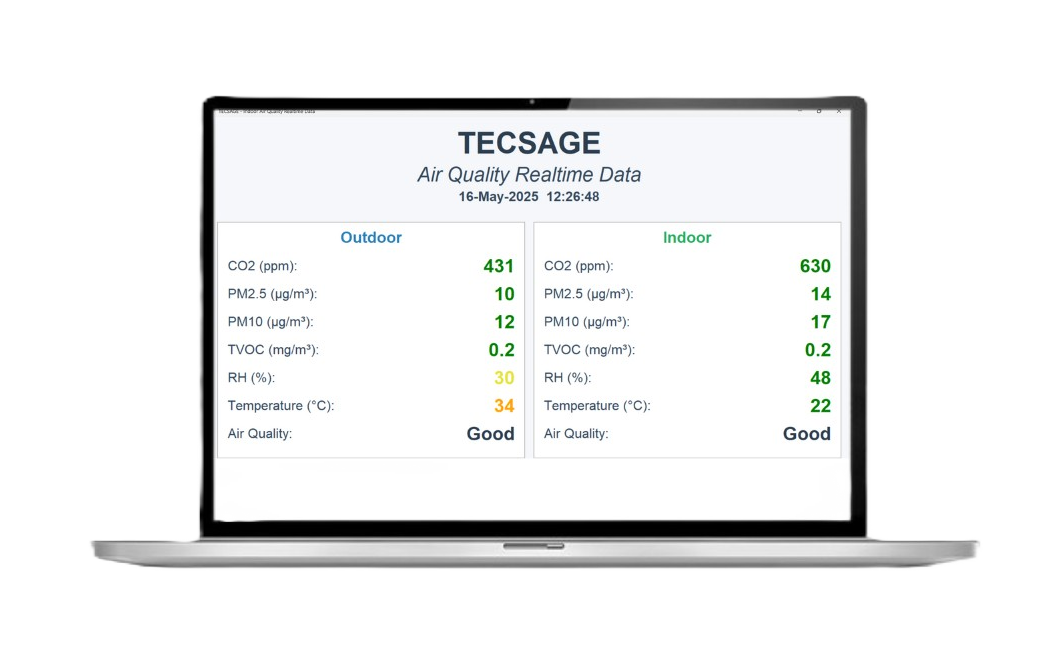 TECSAGE - Indoor Air Quality Realtime Data
TECSAGE
Air Quality Realtime Data
16-May-2025 12:26:48
Outdoor
CO2 (ppm): 431
PM2.5 (µg/m³): 10
PM10 (µg/m³): 12
TVOC (mg/m³): 0.2
RH (%): 30
Temperature (°C): 34
Air Quality: Good
Indoor
CO2 (ppm): 630
PM2.5 (µg/m³): 14
PM10 (µg/m³): 17
TVOC (mg/m³): 0.2
RH (%): 48
Temperature (°C): 22
Air Quality: Good